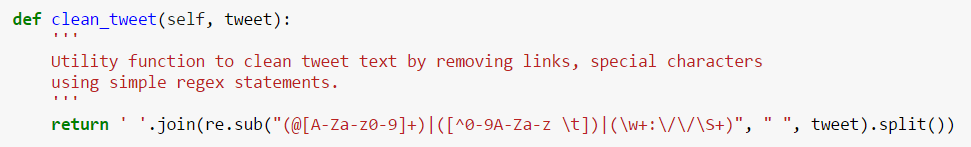 def clean_tweet(self, tweet):
    '''
    Utility function to clean tweet text by removing links, special characters
    using simple regex statements.
    '''
    return ' '.join(re.sub("(@[A-Za-z0-9]+)|([^0-9A-Za-z \t])|(\w+:\/\/\S+)", " ", tweet).split())